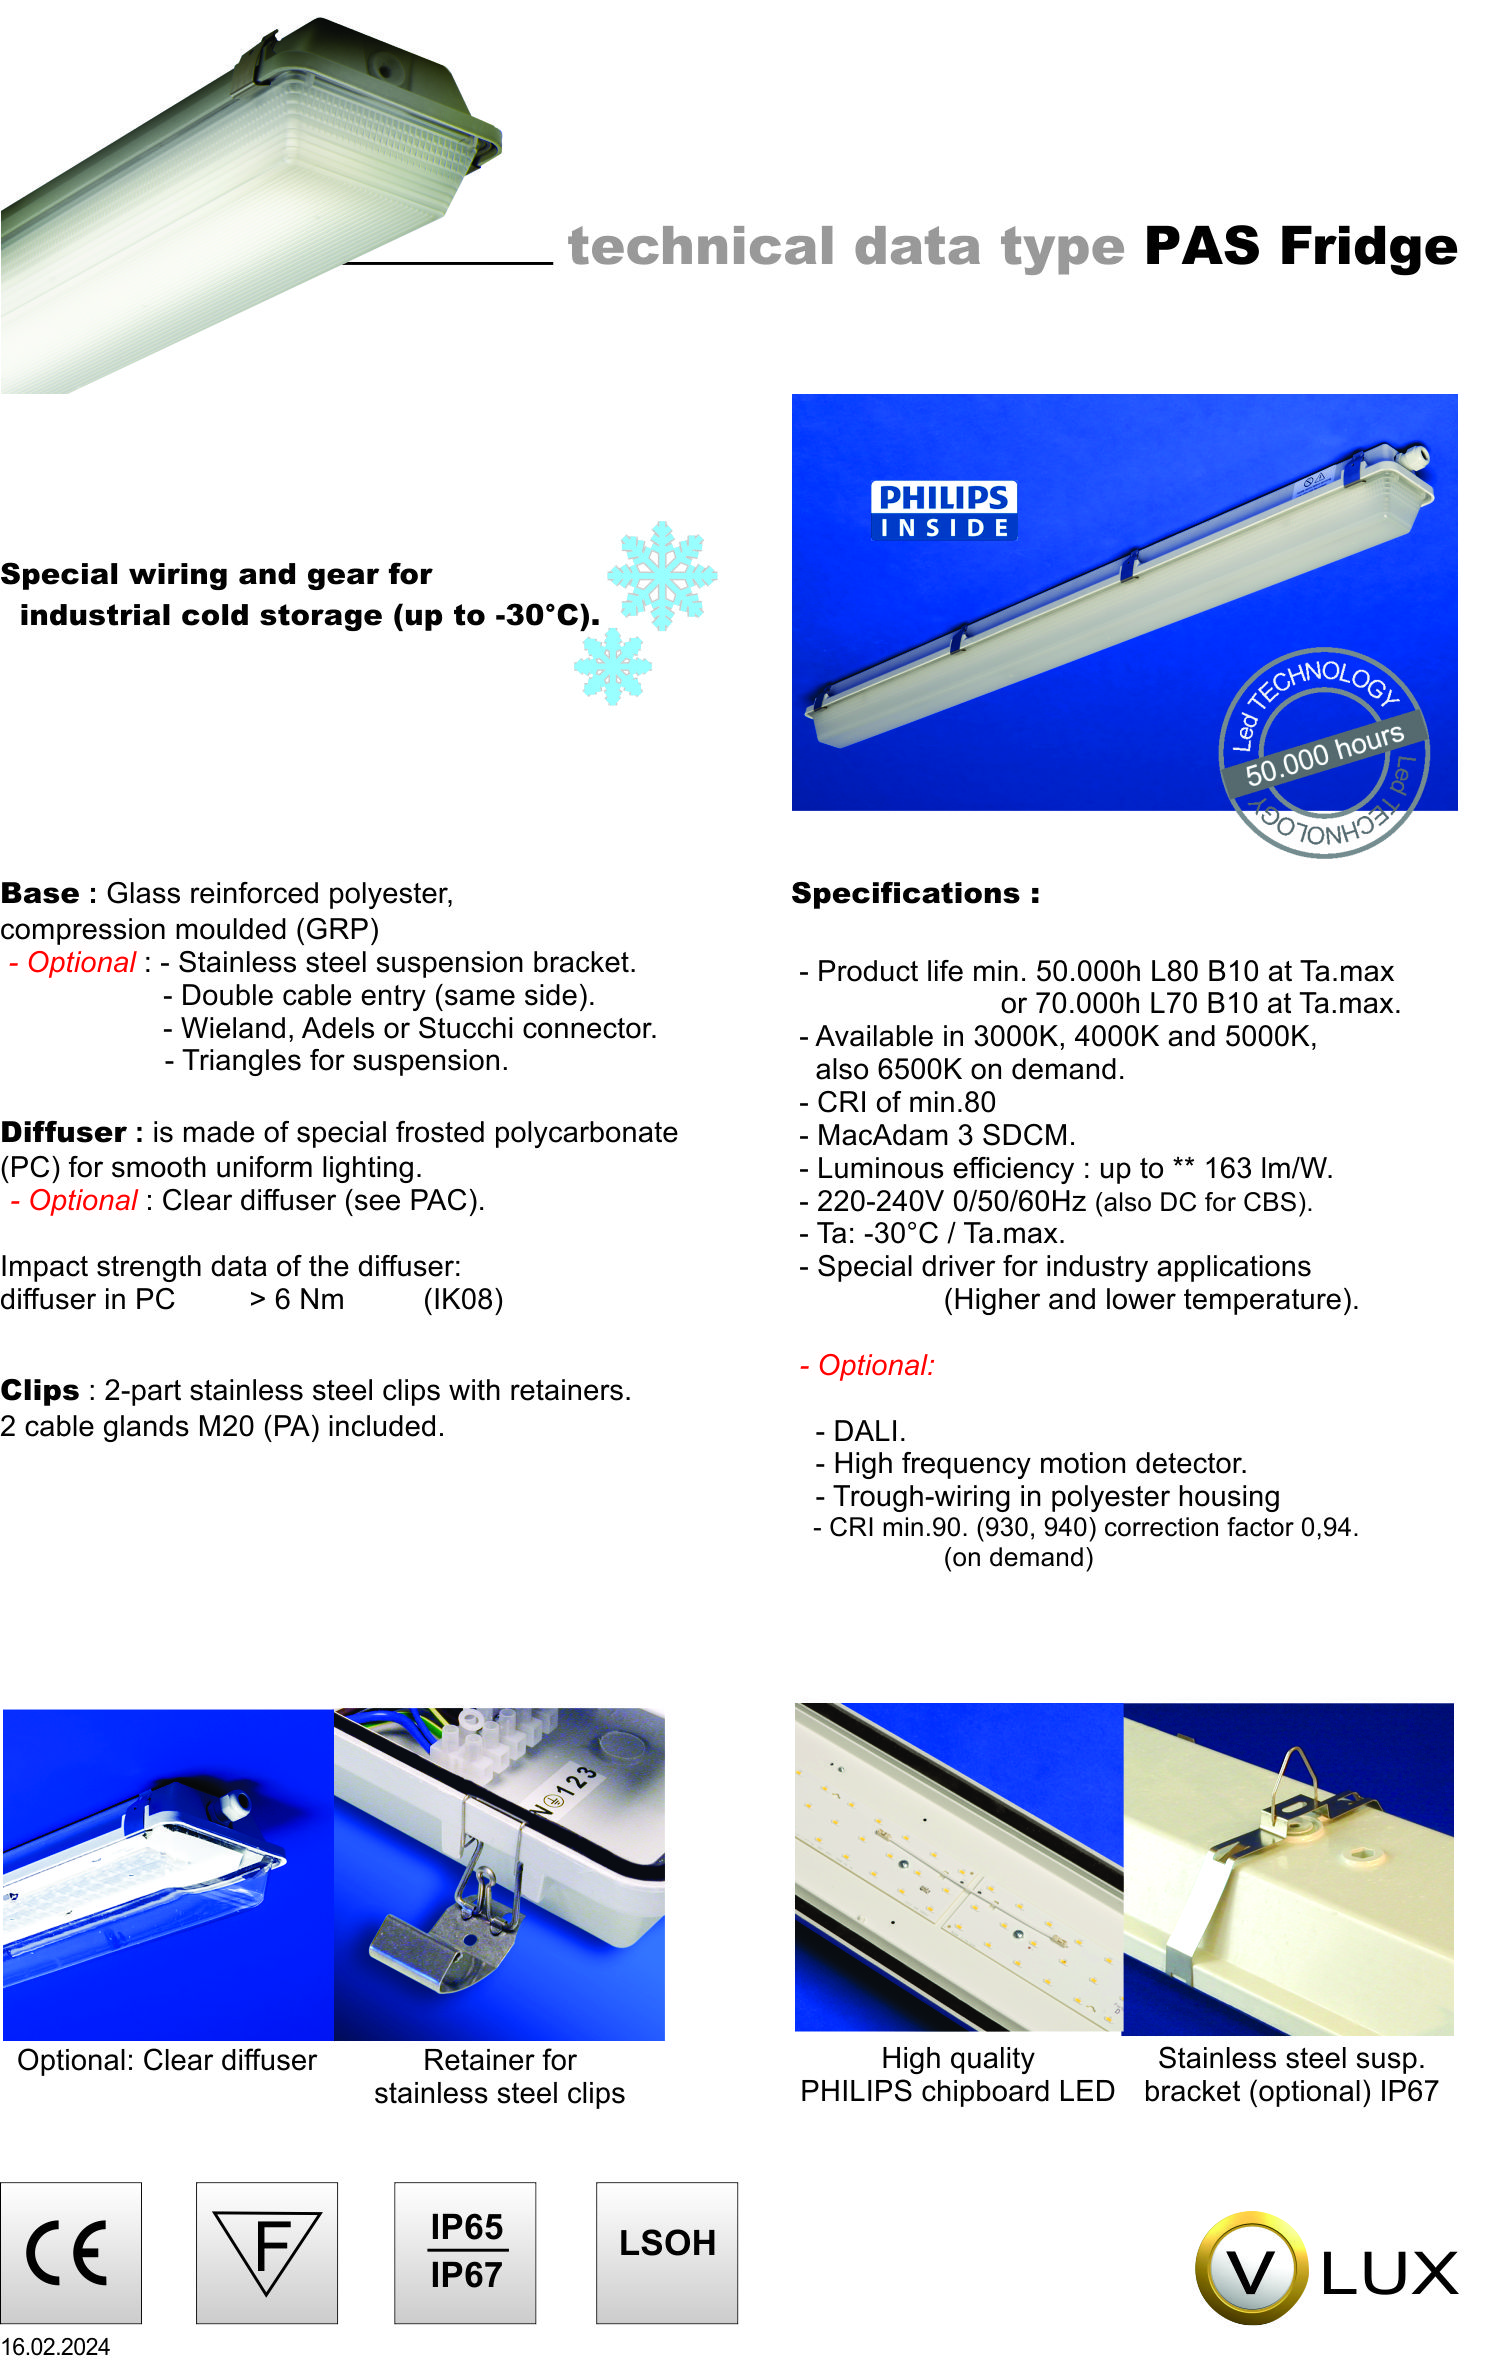 technical data type PAS Fridge
PHILIPS
INSIDE
Special wiring and gear for
industrial cold storage (up to -30°C).
Led TECHNOLOGY
50.000 hours
Led TECHNOLOGY
Base : Glass reinforced polyester,
compression moulded (GRP)
- Optional : - Stainless steel suspension bracket.
- Double cable entry (same side).
- Wieland, Adels or Stucchi connector.
- Triangles for suspension.
Diffuser : is made of special frosted polycarbonate
(PC) for smooth uniform lighting.
- Optional : Clear diffuser (see PAC).
Impact strength data of the diffuser:
diffuser in PC > 6 Nm (IK08)
Clips : 2-part stainless steel clips with retainers.
2 cable glands M20 (PA) included.
Specifications :
- Product life min. 50.000h L80 B10 at Ta.max
or 70.000h L70 B10 at Ta.max.
- Available in 3000K, 4000K and 5000K,
also 6500K on demand.
- CRI of min.80
- MacAdam 3 SDCM.
- Luminous efficiency : up to ** 163 lm/W.
- 220-240V 0/50/60Hz (also DC for CBS).
- Ta: -30°C / Ta.max.
- Special driver for industry applications
(Higher and lower temperature).
- Optional:
- DALI.
- High frequency motion detector.
- Trough-wiring in polyester housing
- CRI min.90. (930, 940) correction factor 0,94.
(on demand)
N 123
Optional: Clear diffuser
Retainer for
stainless steel clips
High quality
PHILIPS chipboard LED
Stainless steel susp.
bracket (optional) IP67
CE
F
IP65
IP67
LSOH
V LUX
16.02.2024